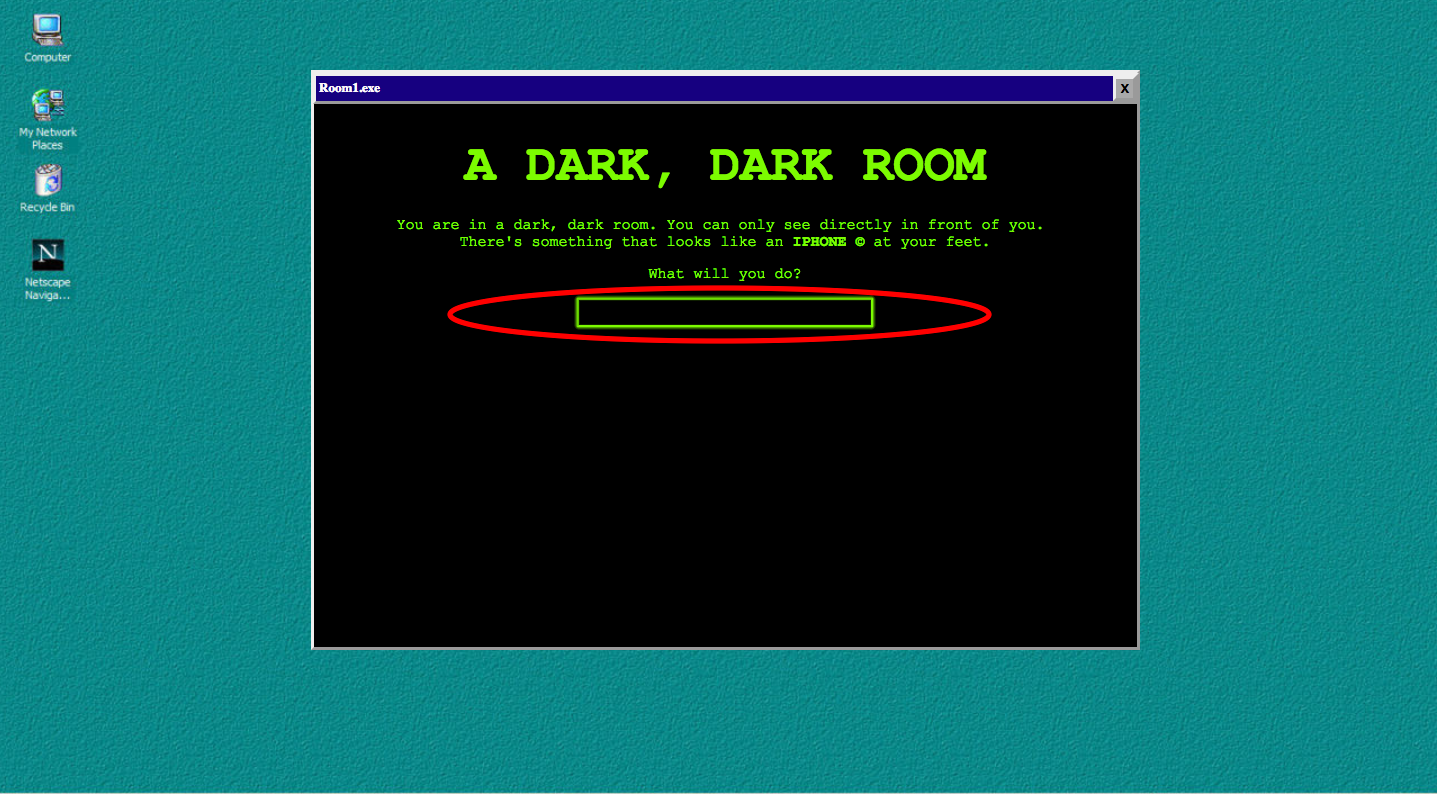 Computer
My Network
Places
Recycle Bin
N
Netscape
Naviga...
Room1.exe
X
A DARK, DARK ROOM
You are in a dark, dark room. You can only see directly in front of you.
There's something that looks like an IPHONE © at your feet.
What will you do?